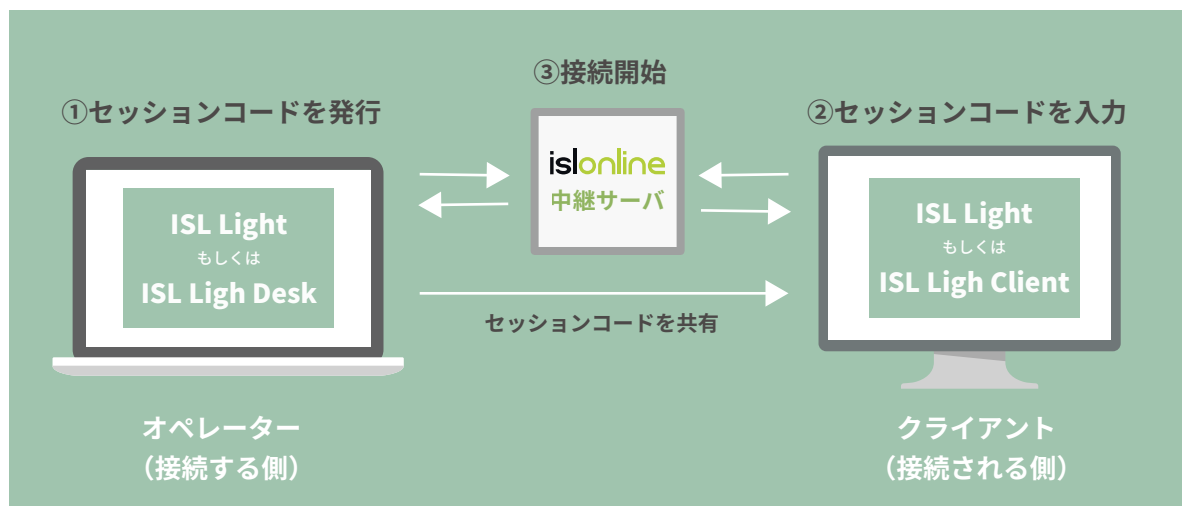 ③接続開始
①セッションコードを発行
②セッションコードを入力
islonline
中継サーバ
ISL Light
もしくは
ISL Ligh Desk
ISL Light
もしくは
ISL Ligh Client
セッションコードを共有
オペレーター
（接続する側）
クライアント
（接続される側）